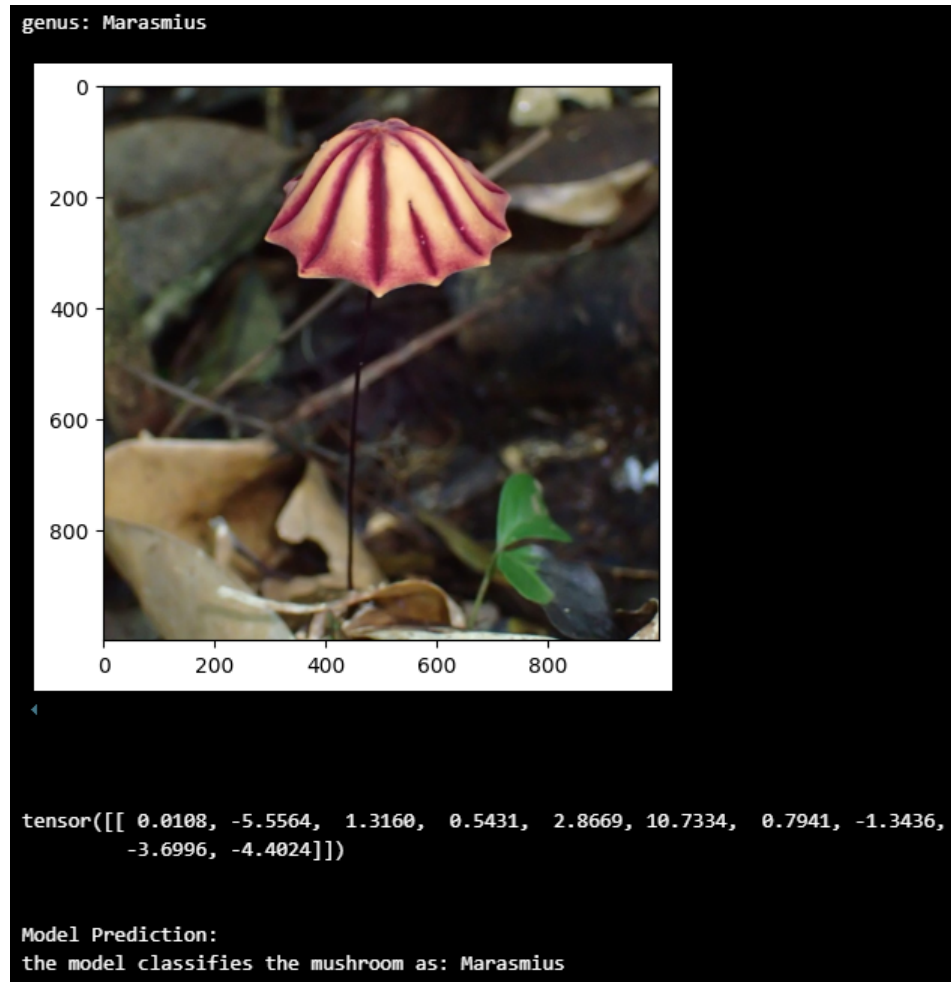 genus: Marasmius
0
200
400
600
800
0 200 400 600 800
tensor([[ 0.0108, -5.5564, 1.3160, 0.5431, 2.8669, 10.7334, 0.7941, -1.3436,
-3.6996, -4.4024]])
Model Prediction:
the model classifies the mushroom as: Marasmius